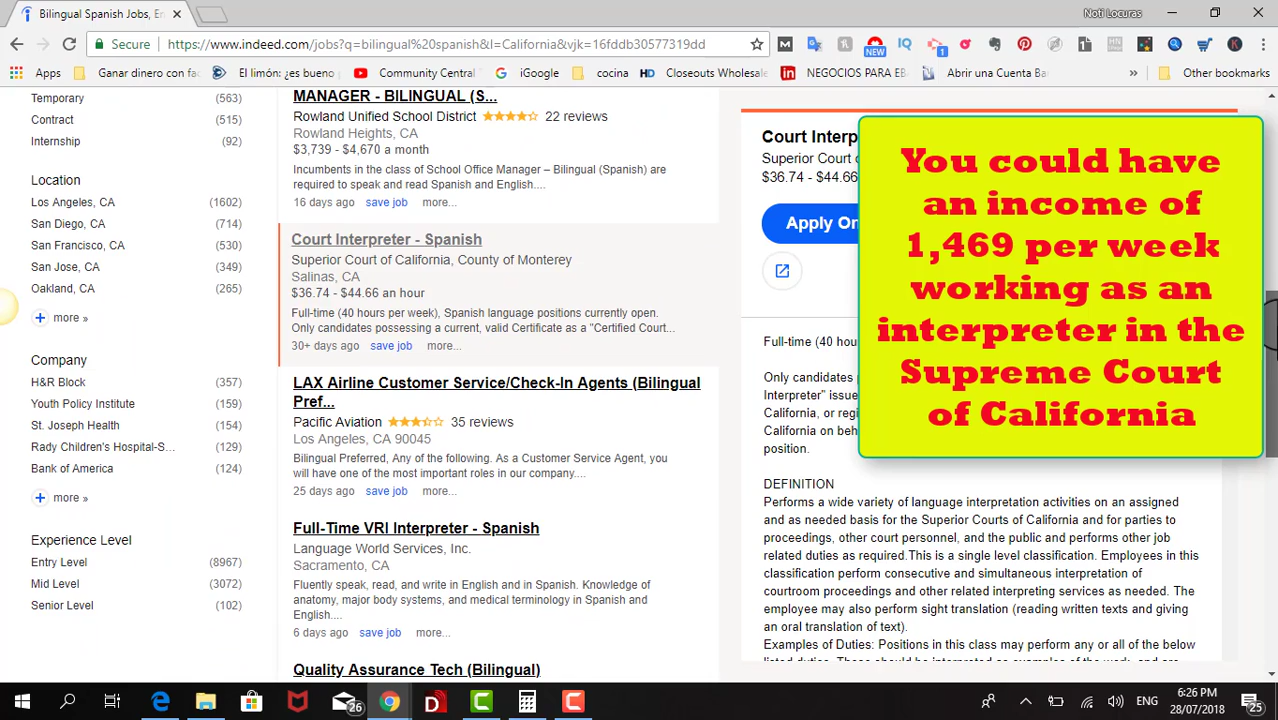 Bilingual Spanish Jobs, En
Noti Locuras
Secure
https://www.indeed.com/jobs?q=bilingual%20spanish&l=California&vjk=16fddb30577319dd
NEW
Apps
Ganar dinero con fa
El limón: ¿es bueno
Community Central
iGoogle
cocina
HD Closeouts Wholesale
NEGOCIOS PARA EB
Abrir una Cuenta Ba
»
Other bookmarks
Temporary (563)
Contract (515)
Internship (92)
Location
Los Angeles, CA (1602)
San Diego, CA (714)
San Francisco, CA (530)
San Jose, CA (349)
Oakland, CA (265)
more »
Company
H&R Block (357)
Youth Policy Institute (159)
St. Joseph Health (154)
Rady Children's Hospital-S... (129)
Bank of America (124)
more »
Experience Level
Entry Level (8967)
Mid Level (3072)
Senior Level (102)
MANAGER - BILINGUAL (S...
Rowland Unified School District 22 reviews
Rowland Heights, CA
$3,739 - $4,670 a month
Incumbents in the class of School Office Manager – Bilingual (Spanish) are
required to speak and read Spanish and English....
16 days ago save job more...
Court Interpreter - Spanish
Superior Court of California, County of Monterey
Salinas, CA
$36.74 - $44.66 an hour
Full-time (40 hours per week), Spanish language positions currently open.
Only candidates possessing a current, valid Certificate as a "Certified Court...
30+ days ago save job more...
LAX Airline Customer Service/Check-In Agents (Bilingual
Pref...
Pacific Aviation 35 reviews
Los Angeles, CA 90045
Bilingual Preferred, Any of the following. As a Customer Service Agent, you
will have one of the most important roles in our company....
25 days ago save job more...
Full-Time VRI Interpreter - Spanish
Language World Services, Inc.
Sacramento, CA
Fluently speak, read, and write in English and in Spanish. Knowledge of
anatomy, major body systems, and medical terminology in Spanish and
English....
6 days ago save job more...
Quality Assurance Tech (Bilingual)
Court Interp
Superior Court o
$36.74 - $44.66
Apply On
Full-time (40 hou
Only candidates p
Interpreter" issue
California, or regi
California on beh
position.
DEFINITION
Performs a wide variety of language interpretation activities on an assigned
and as needed basis for the Superior Courts of California and for parties to
proceedings, other court personnel, and the public and performs other job
related duties as required.This is a single level classification. Employees in this
classification perform consecutive and simultaneous interpretation of
courtroom proceedings and other related interpreting services as needed. The
employee may also perform sight translation (reading written texts and giving
an oral translation of text).
Examples of Duties: Positions in this class may perform any or all of the below
You could have
an income of
1,469 per week
working as an
interpreter in the
Supreme Court
of California
26
ENG
6:26 PM
28/07/2018
25